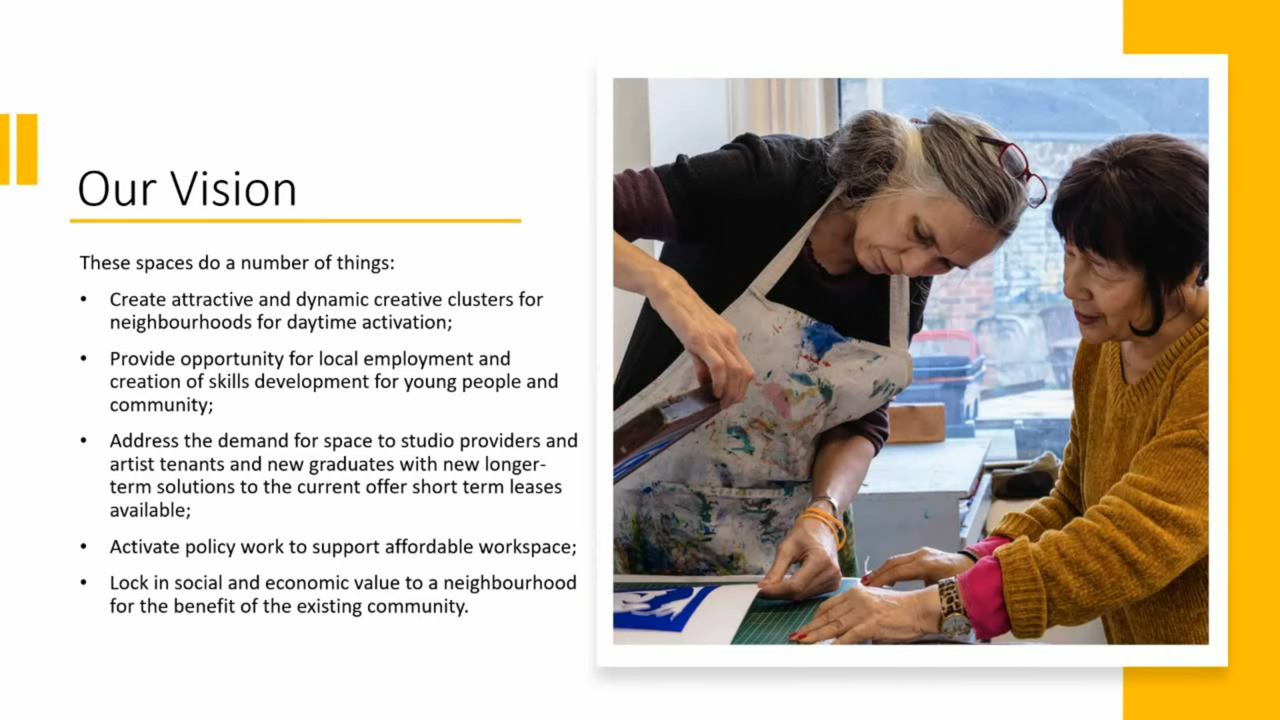 Our Vision
These spaces do a number of things:
• Create attractive and dynamic creative clusters for
neighbourhoods for daytime activation;
• Provide opportunity for local employment and
creation of skills development for young people and
community;
• Address the demand for space to studio providers and
artist tenants and new graduates with new longer-
term solutions to the current offer short term leases
available;
• Activate policy work to support affordable workspace;
• Lock in social and economic value to a neighbourhood
for the benefit of the existing community.